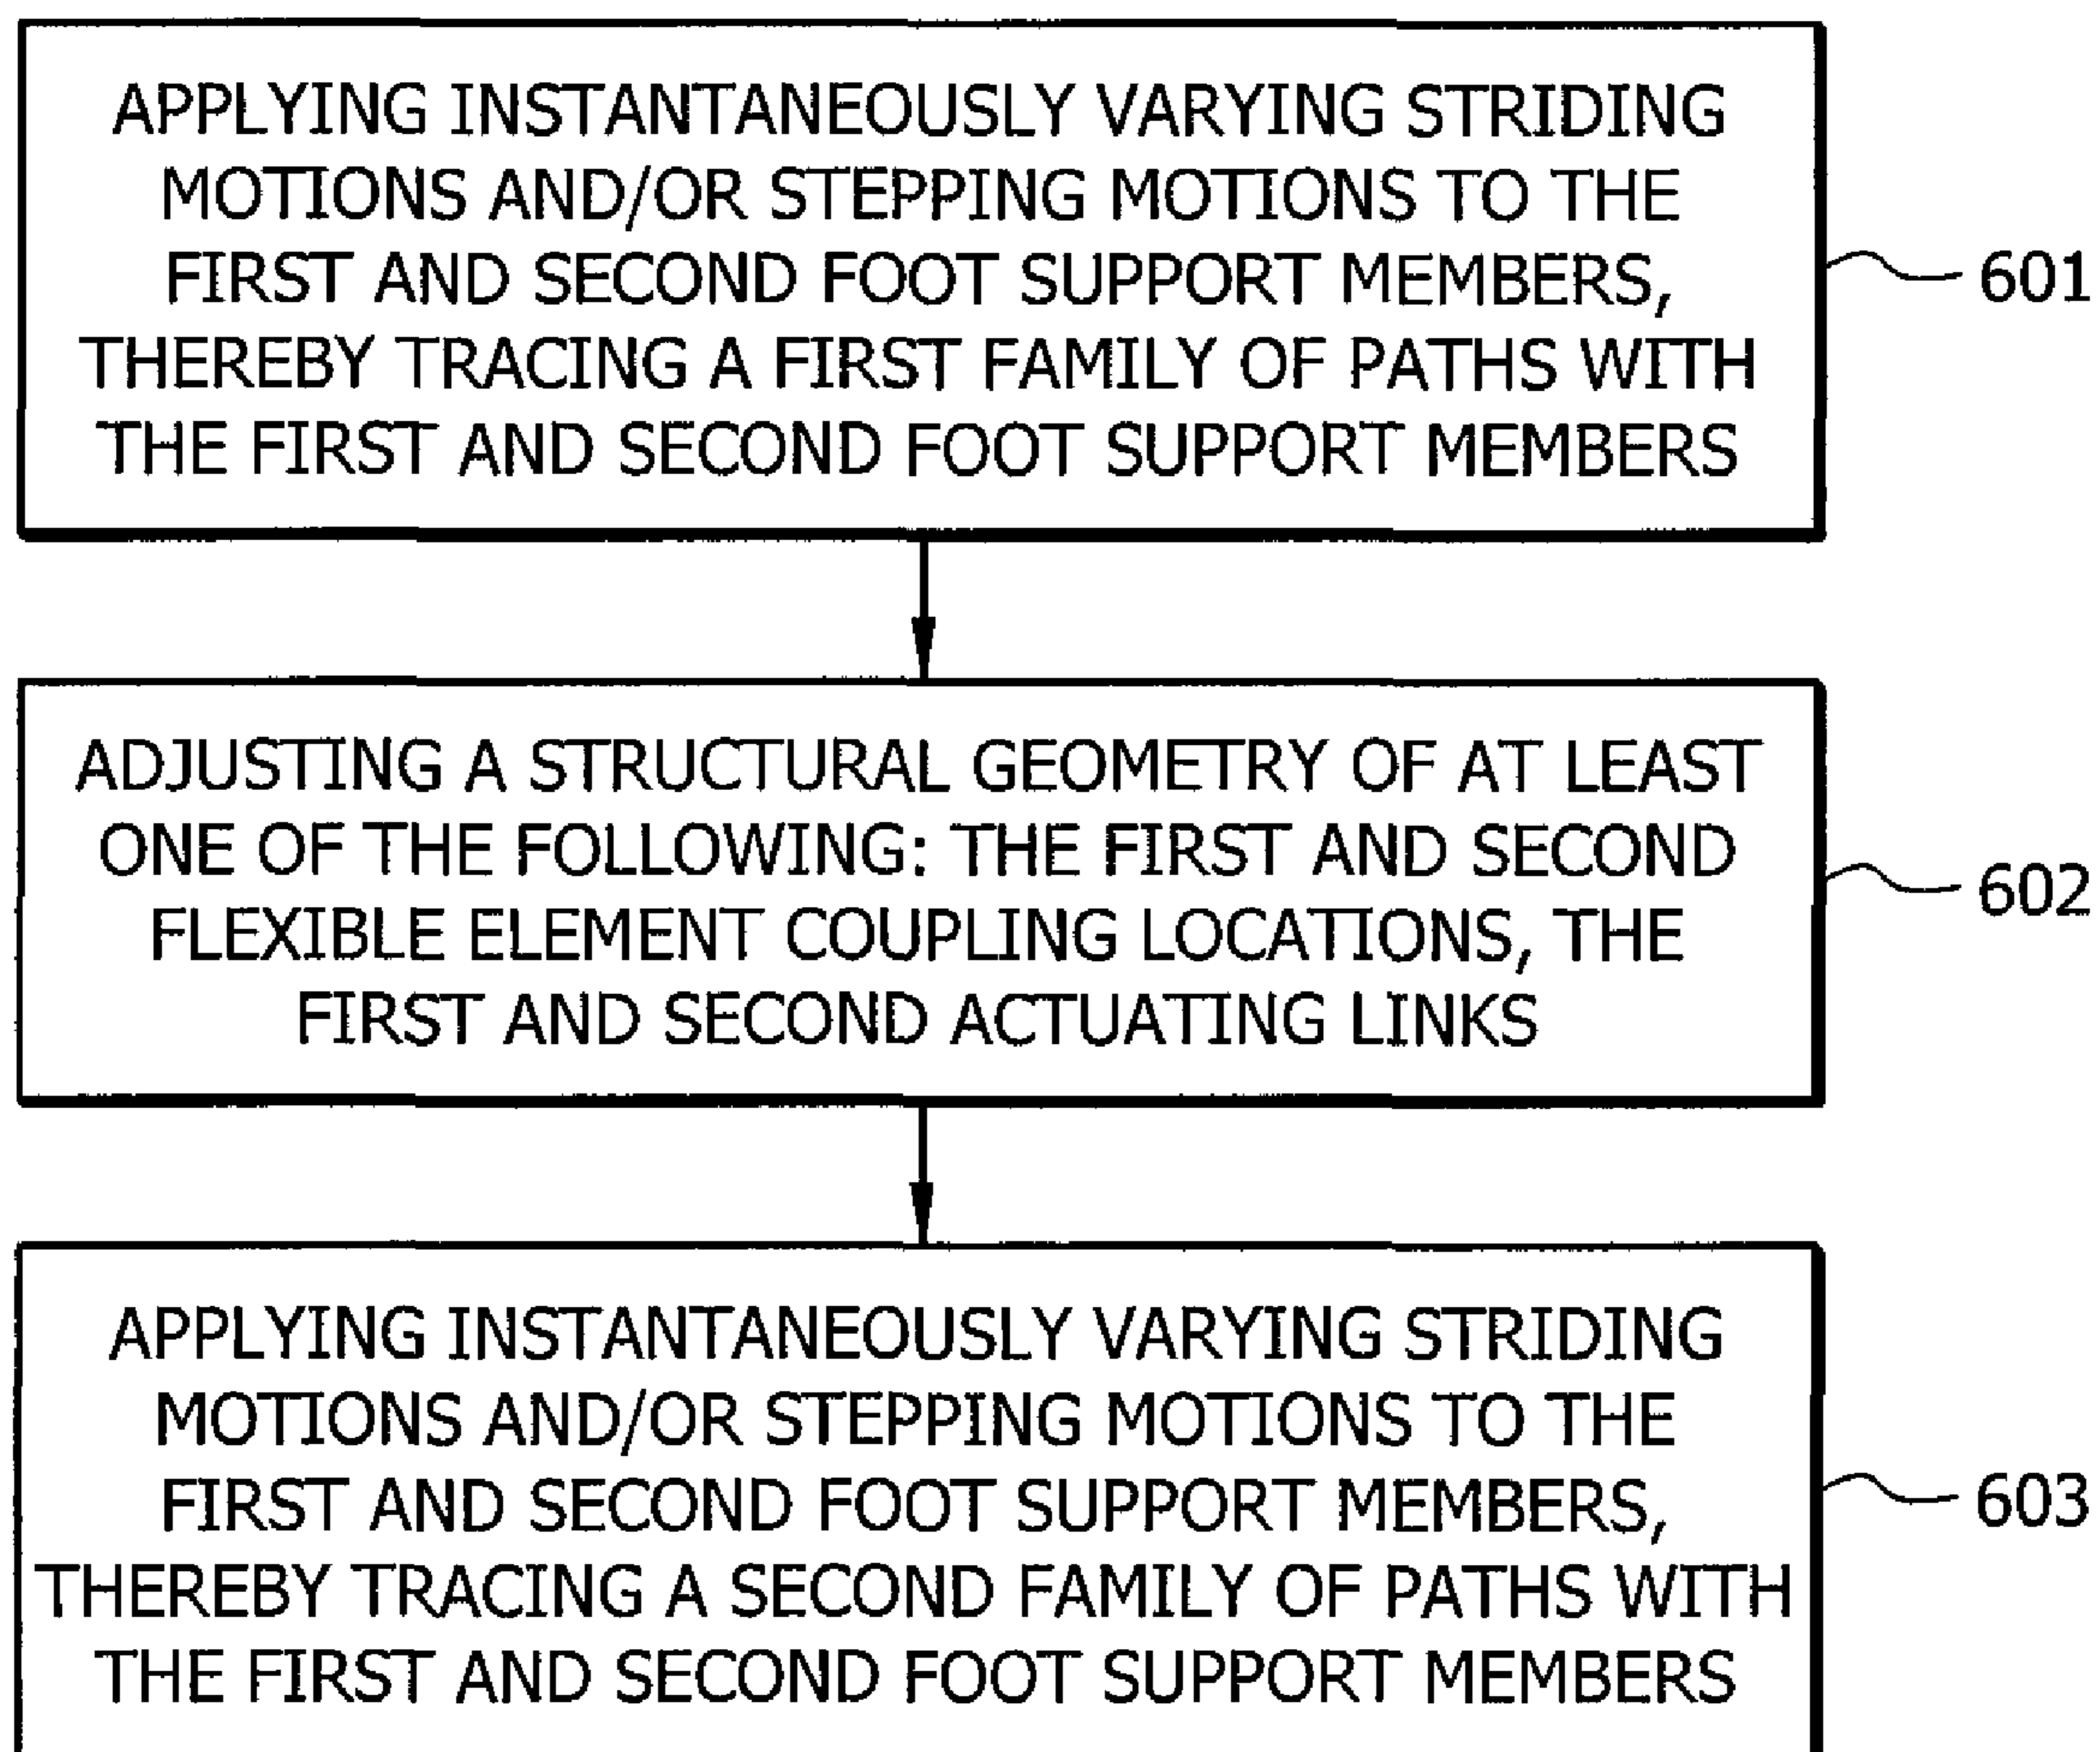 APPLYING INSTANTANEOUSLY VARYING STRIDING
MOTIONS AND/OR STEPPING MOTIONS TO THE
FIRST AND SECOND FOOT SUPPORT MEMBERS,
THEREBY TRACING A FIRST FAMILY OF PATHS WITH
THE FIRST AND SECOND FOOT SUPPORT MEMBERS
601
ADJUSTING A STRUCTURAL GEOMETRY OF AT LEAST
ONE OF THE FOLLOWING: THE FIRST AND SECOND
FLEXIBLE ELEMENT COUPLING LOCATIONS, THE
FIRST AND SECOND ACTUATING LINKS
602
APPLYING INSTANTANEOUSLY VARYING STRIDING
MOTIONS AND/OR STEPPING MOTIONS TO THE
FIRST AND SECOND FOOT SUPPORT MEMBERS,
THEREBY TRACING A SECOND FAMILY OF PATHS WITH
THE FIRST AND SECOND FOOT SUPPORT MEMBERS
603